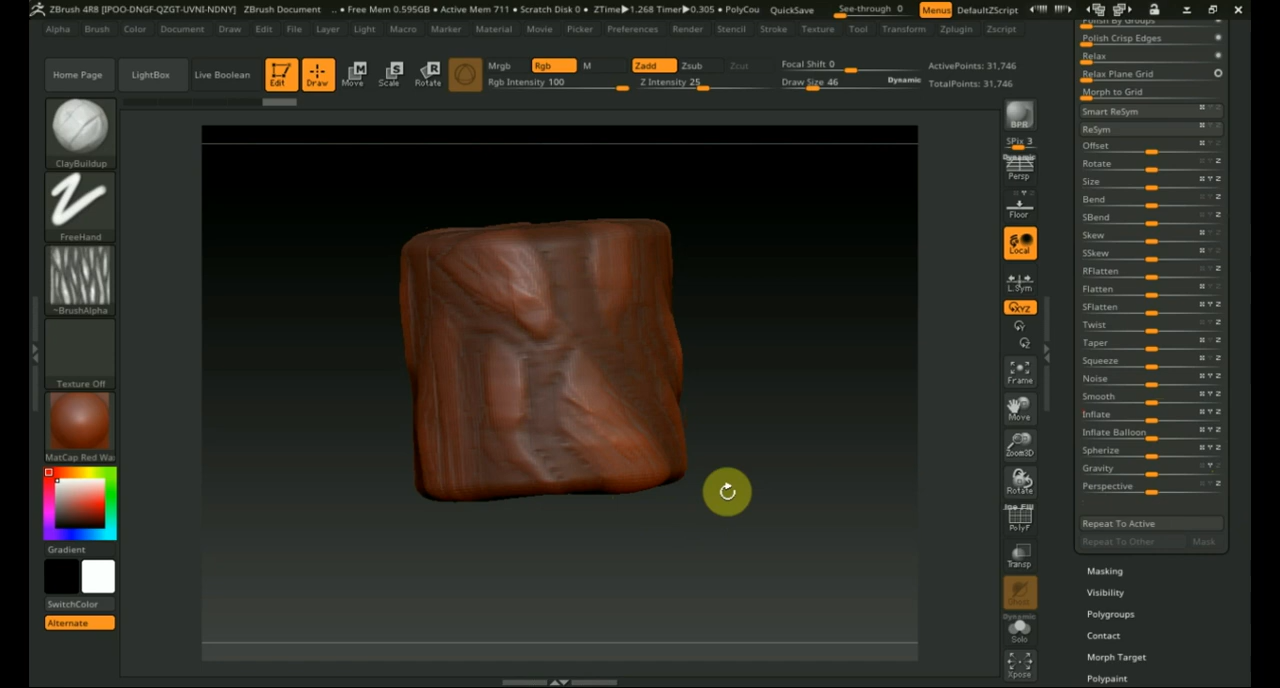 ZBrush 4R8 [IPOO-DNGF-QZGT-UVNI-NDNY] ZBrush Document .. • Free Mem 0.595GB • Active Mem 711 • Scratch Disk 0 • ZTime▶1.268 Timer▶0.305 • PolyCou QuickSave See-through 0 Menus DefaultZScript
Alpha Brush Color Document Draw Edit File Layer Light Macro Marker Material Movie Picker Preferences Render Stencil Stroke Texture Tool Transform Zplugin Zscript
Home Page LightBox Live Boolean Edit Draw Move Scale Rotate
Mrgb Rgb M Zadd Zsub Zcut Focal Shift 0 ActivePoints: 31,746
Rgb Intensity 100 Z Intensity 25 Draw Size 46 Dynamic TotalPoints: 31,746
ClayBuildup
FreeHand
~BrushAlpha
Texture Off
MatCap Red Wa
Gradient
SwitchColor
Alternate
BPR
SPix 3
Dynamic
Persp
Floor
Local
L.Sym
XYZ
Frame
Move
Zoom3D
Rotate
Line Fill
PolyF
Transp
Ghost
Dynamic
Solo
Xpose
Polish By Groups
Polish Crisp Edges
Relax
Relax Plane Grid
Morph to Grid
Smart ReSym
ReSym
Offset
Rotate
Size
Bend
SBend
Skew
SSkew
RFlatten
Flatten
SFlatten
Twist
Taper
Squeeze
Noise
Smooth
Inflate
Inflate Balloon
Spherize
Gravity
Perspective
Repeat To Active
Repeat To Other Mask
Masking
Visibility
Polygroups
Contact
Morph Target
Polypaint